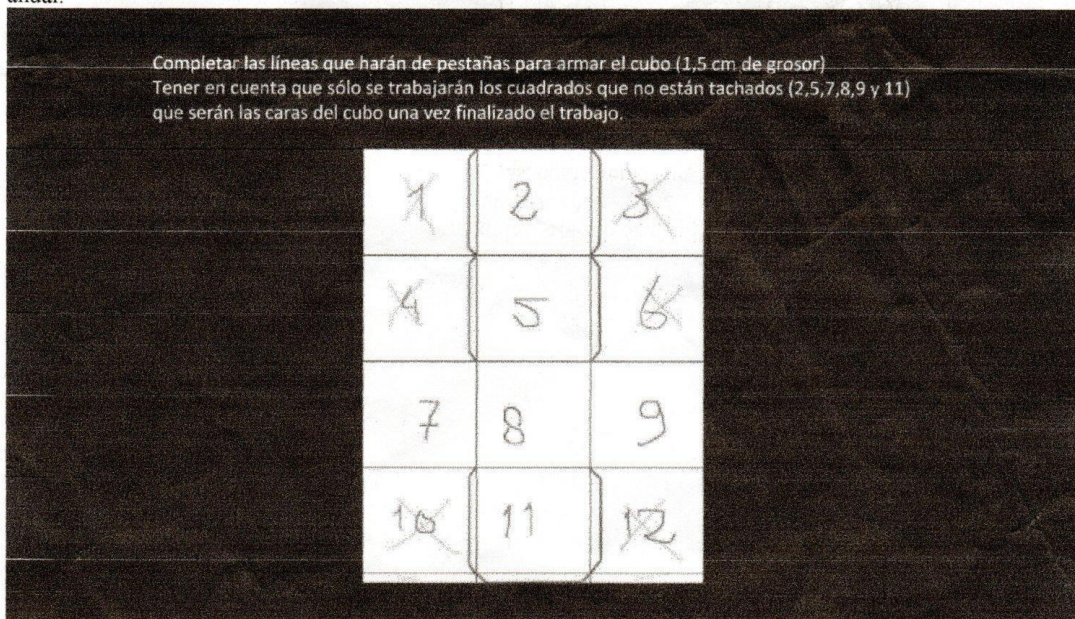 Completar las líneas que harán de pestañas para armar el cubo (1,5 cm de grosor)
Tener en cuenta que sólo se trabajarán los cuadrados que no están tachados (2,5,7,8,9 y 11)
que serán las caras del cubo una vez finalizado el trabajo.
1 2 3
4 5 6
7 8 9
10 11 12